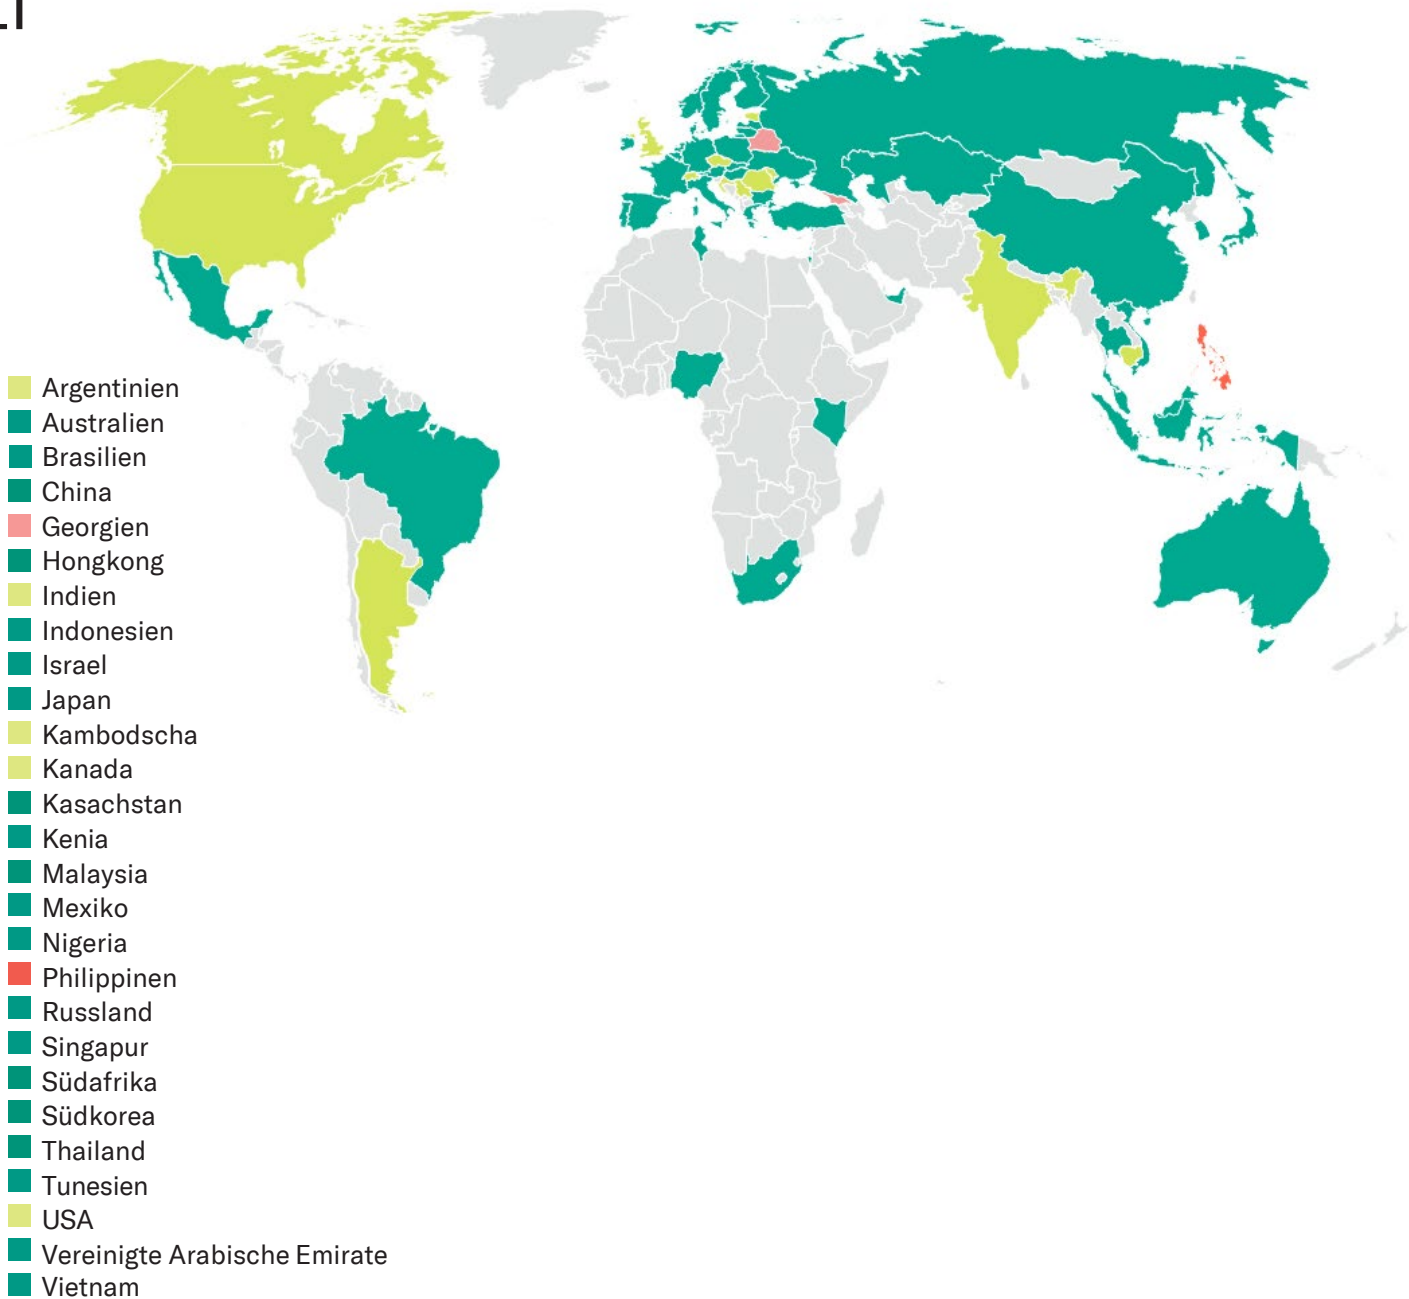 Argentinien
Australien
Brasilien
China
Georgien
Hongkong
Indien
Indonesien
Israel
Japan
Kambodscha
Kanada
Kasachstan
Kenia
Malaysia
Mexiko
Nigeria
Philippinen
Russland
Singapur
Südafrika
Südkorea
Thailand
Tunesien
USA
Vereinigte Arabische Emirate
Vietnam